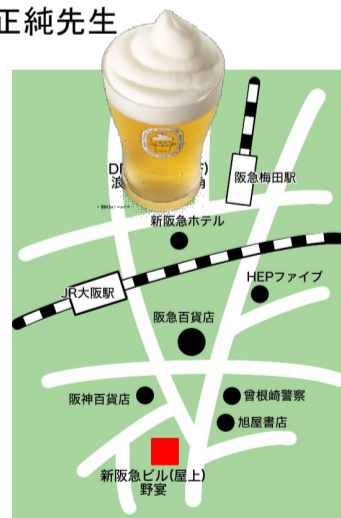 正純先生
阪急梅田駅
新阪急ホテル
HEPファイブ
JR大阪駅
阪急百貨店
阪神百貨店
曾根崎警察
旭屋書店
新阪急ビル(屋上)
野宴